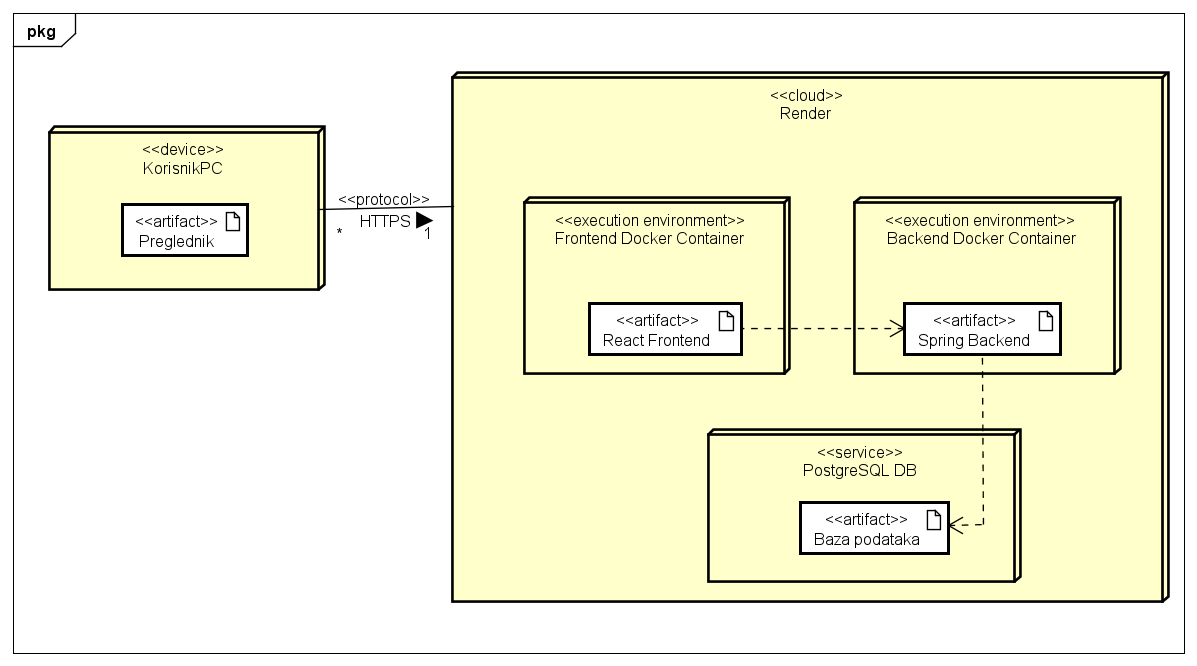 pkg
<<cloud>>
Render
<<device>>
KorisnikPC
<<artifact>>
Preglednik
<<protocol>>
HTTPS
*
1
<<execution environment>>
Frontend Docker Container
<<artifact>>
React Frontend
<<execution environment>>
Backend Docker Container
<<artifact>>
Spring Backend
<<service>>
PostgreSQL DB
<<artifact>>
Baza podataka